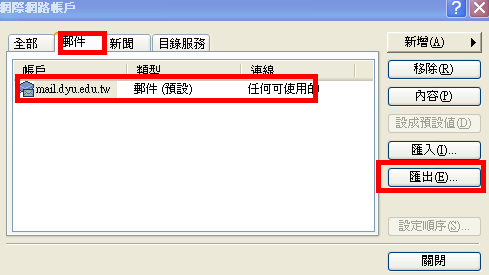 網際網路帳戶
全部 郵件 新聞 目錄服務
帳戶 類型 連線
mail.dyu.edu.tw 郵件 (預設) 任何可使用的
新增(A)
移除(R)
內容(P)
設成預設值(D)
匯入(I)...
匯出(E)...
設定順序(S)...
關閉